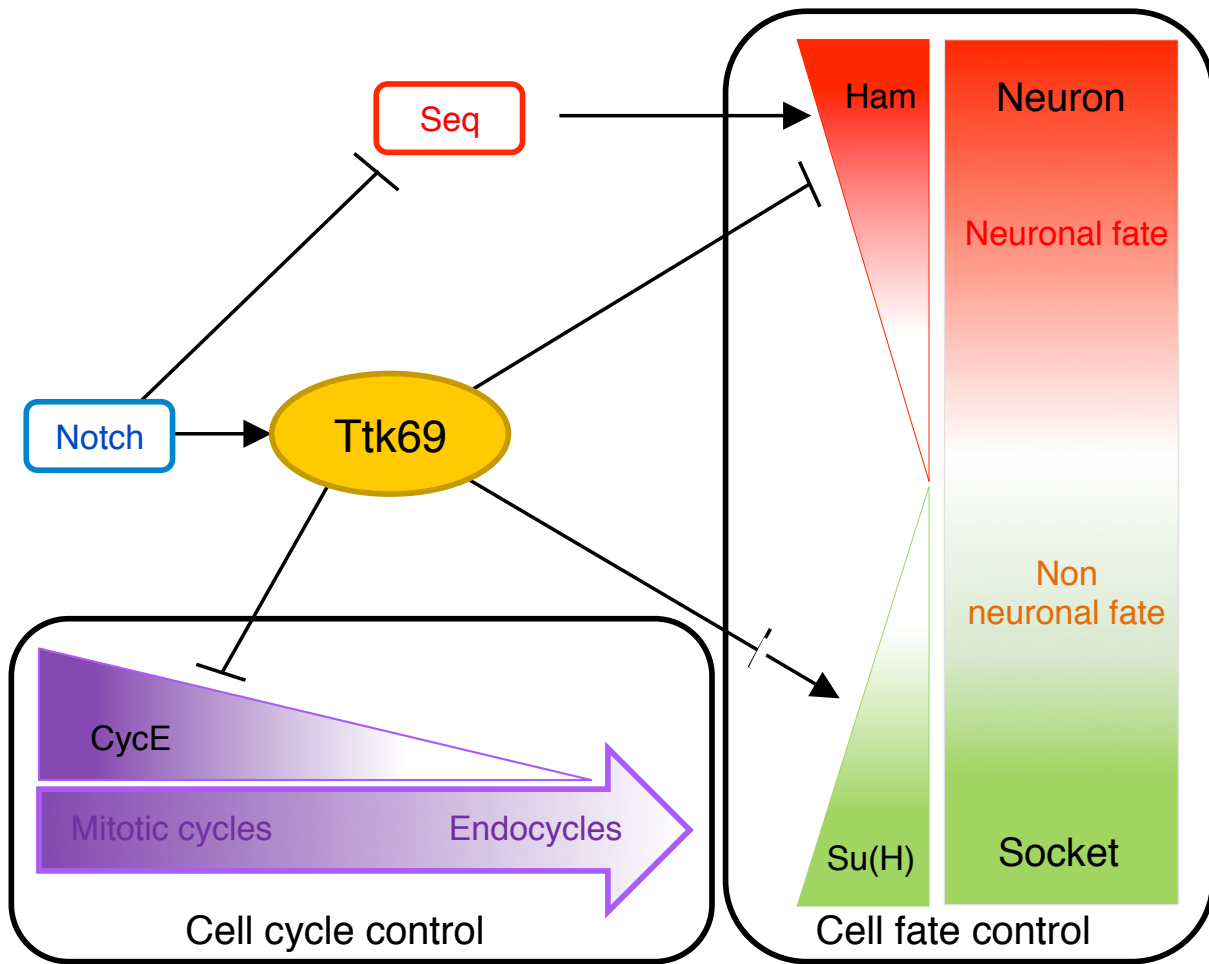 Seq
Ham
Neuron
Neuronal fate
Notch
Ttk69
Non
neuronal fate
CycE
Mitotic cycles
Endocycles
Su(H)
Socket
Cell cycle control
Cell fate control